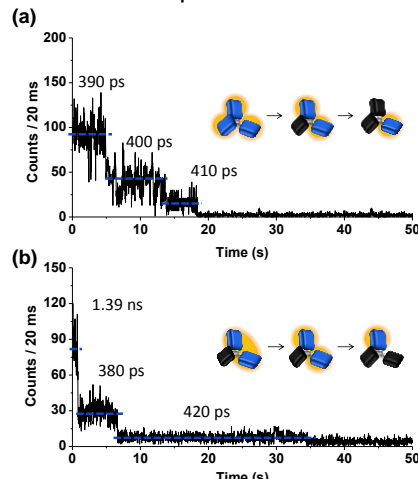 (a)
200
150
100
50
0
Counts / 20 ms
390 ps
400 ps
410 ps
0 10 20 30 40 50
Time (s)
(b)
150
120
90
60
30
0
Counts / 20 ms
1.39 ns
380 ps
420 ps
0 10 20 30 40 50
Time (s)